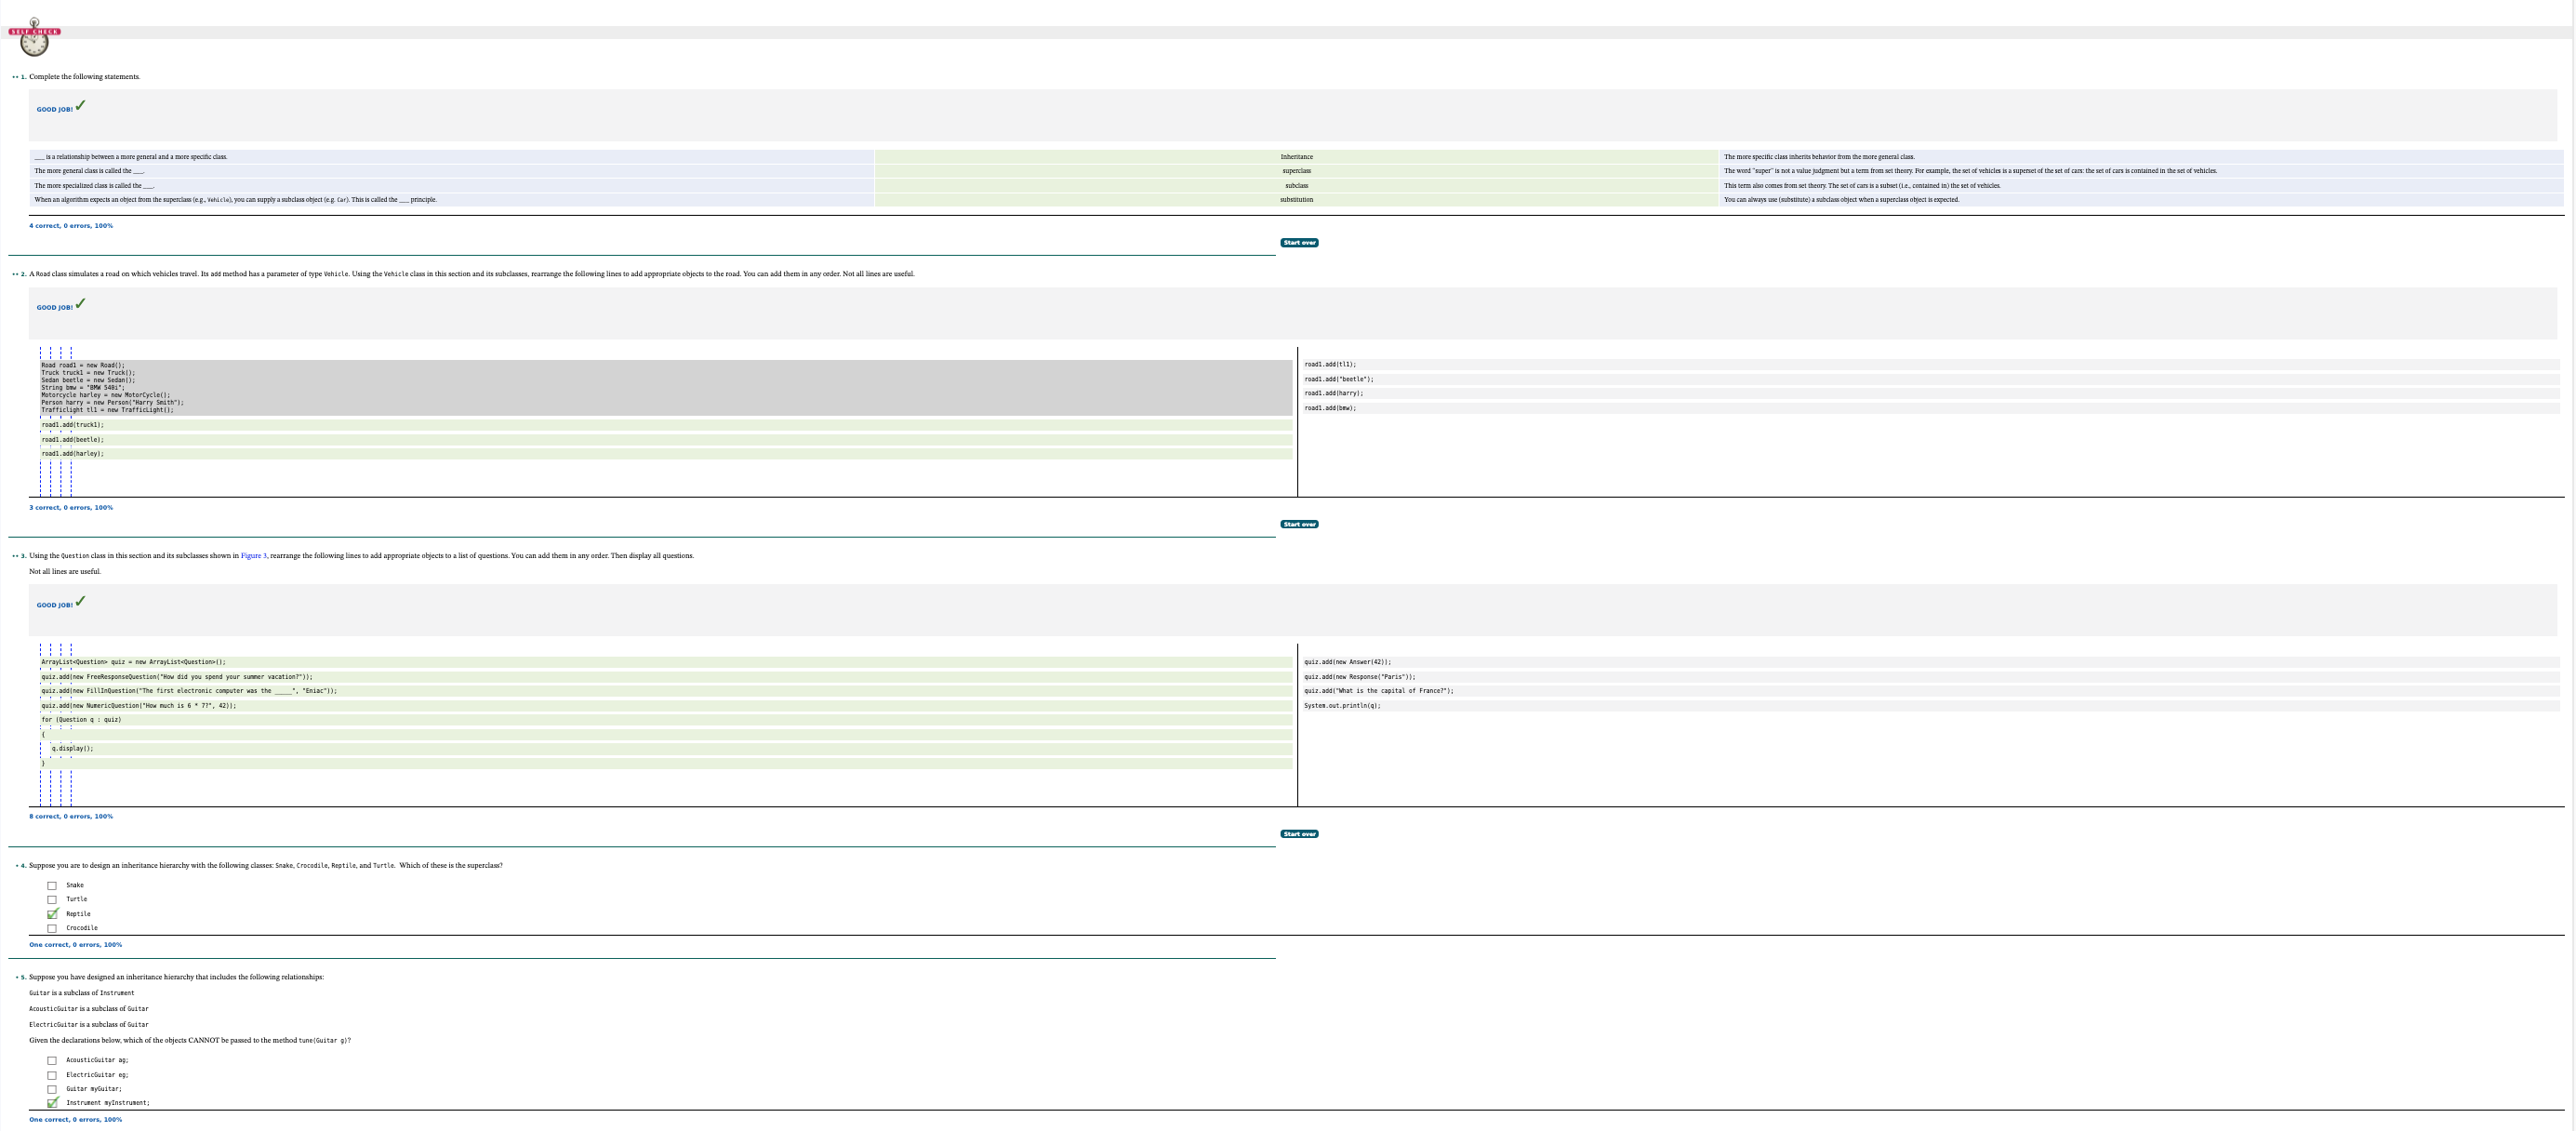 SELF CHECK
•• 1. Complete the following statements.
GOOD JOB! ✓
___ is a relationship between a more general and a more specific class. Inheritance The more specific class inherits behavior from the more general class.
The more general class is called the ___. superclass The word "super" is not a value judgment but a term from set theory. For example, the set of vehicles is a superset of the set of cars: the set of cars is contained in the set of vehicles.
The more specialized class is called the ___. subclass This term also comes from set theory. The set of cars is a subset (i.e., contained in) the set of vehicles.
When an algorithm expects an object from the superclass (e.g., Vehicle), you can supply a subclass object (e.g. Car). This is called the ___ principle. substitution You can always use (substitute) a subclass object when a superclass object is expected.
4 correct, 0 errors, 100%
Start over
•• 2. A Road class simulates a road on which vehicles travel. Its add method has a parameter of type Vehicle. Using the Vehicle class in this section and its subclasses, rearrange the following lines to add appropriate objects to the road. You can add them in any order. Not all lines are useful.
GOOD JOB! ✓
Road road1 = new Road();
Truck truck1 = new Truck();
Sedan beetle = new Sedan();
String bmw = "BMW 540i";
Motorcycle harley = new MotorCycle();
Person harry = new Person("Harry Smith");
Trafficlight tl1 = new TrafficLight();
road1.add(truck1);
road1.add(beetle);
road1.add(harley);
road1.add(tl1);
road1.add("beetle");
road1.add(harry);
road1.add(bmw);
3 correct, 0 errors, 100%
Start over
•• 3. Using the Question class in this section and its subclasses shown in Figure 3, rearrange the following lines to add appropriate objects to a list of questions. You can add them in any order. Then display all questions.
Not all lines are useful.
GOOD JOB! ✓
ArrayList<Question> quiz = new ArrayList<Question>();
quiz.add(new FreeResponseQuestion("How did you spend your summer vacation?"));
quiz.add(new FillInQuestion("The first electronic computer was the _____", "Eniac"));
quiz.add(new NumericQuestion("How much is 6 * 7?", 42));
for (Question q : quiz)
{
q.display();
}
quiz.add(new Answer(42));
quiz.add(new Response("Paris"));
quiz.add("What is the capital of France?");
System.out.println(q);
8 correct, 0 errors, 100%
Start over
• 4. Suppose you are to design an inheritance hierarchy with the following classes: Snake, Crocodile, Reptile, and Turtle. Which of these is the superclass?
Snake
Turtle
Reptile
Crocodile
One correct, 0 errors, 100%
• 5. Suppose you have designed an inheritance hierarchy that includes the following relationships:
Guitar is a subclass of Instrument
AcousticGuitar is a subclass of Guitar
ElectricGuitar is a subclass of Guitar
Given the declarations below, which of the objects CANNOT be passed to the method tune(Guitar g)?
AcousticGuitar ag;
ElectricGuitar eg;
Guitar myGuitar;
Instrument myInstrument;
One correct, 0 errors, 100%